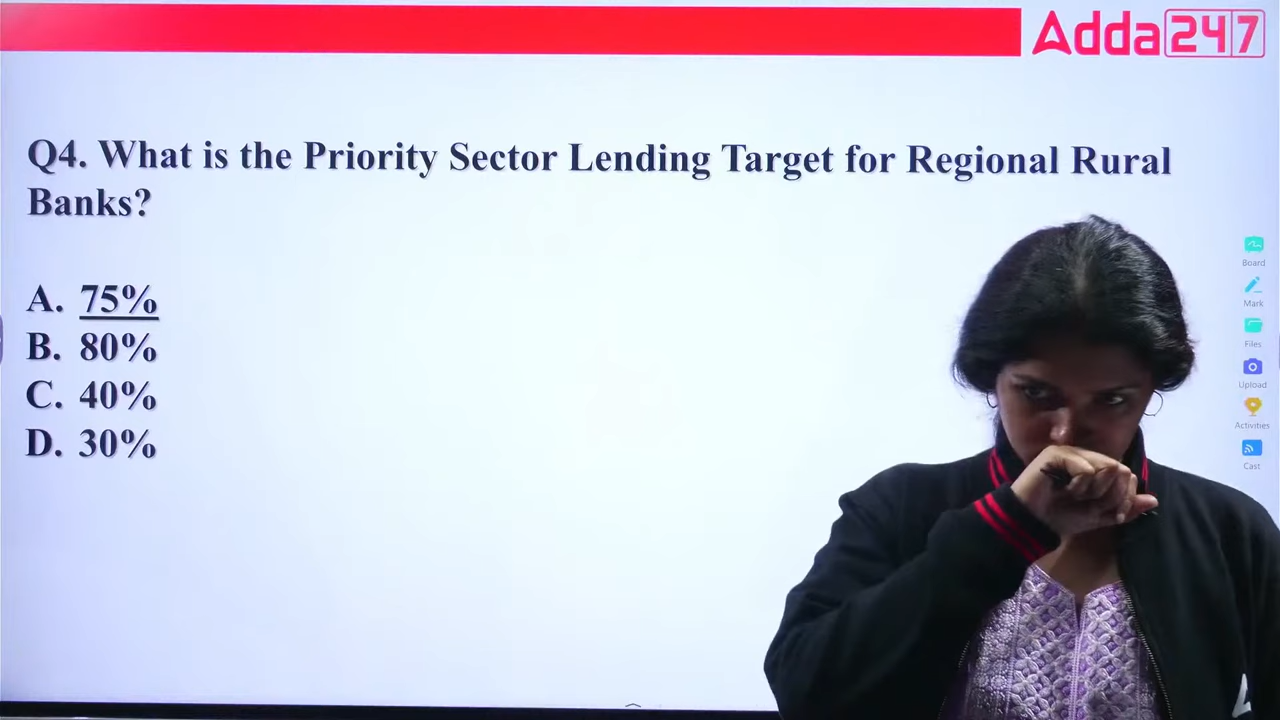 Adda247
Q4. What is the Priority Sector Lending Target for Regional Rural
Banks?
A. 75%
B. 80%
C. 40%
D. 30%
Board
Mark
Files
Upload
Activities
Cast